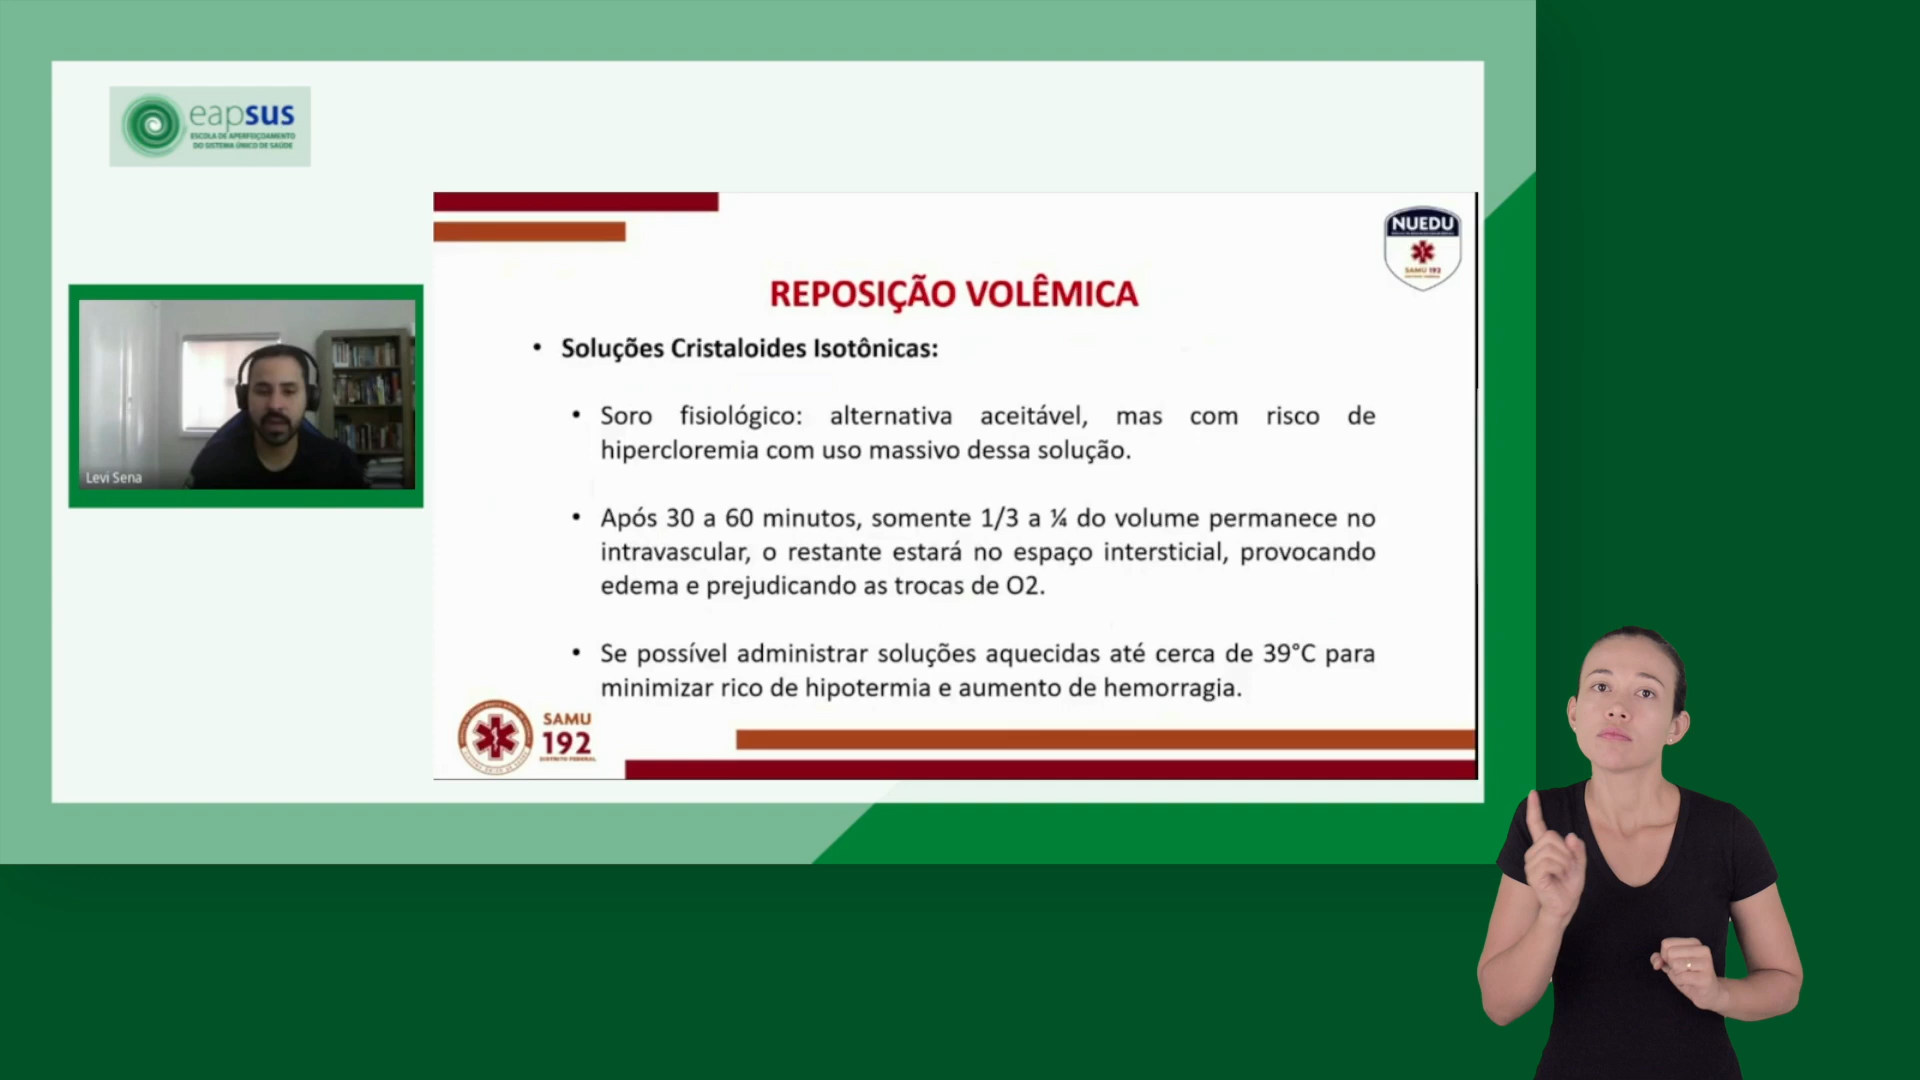 eapsus
ESCOLA DE APERFEIÇOAMENTO
DO SISTEMA ÚNICO DE SAÚDE
NUEDU
SAMU 192
REPOSIÇÃO VOLÊMICA
• Soluções Cristaloides Isotônicas:
• Soro fisiológico: alternativa aceitável, mas com risco de
hipercloremia com uso massivo dessa solução.
Levi Sena
• Após 30 a 60 minutos, somente 1/3 a ¼ do volume permanece no
intravascular, o restante estará no espaço intersticial, provocando
edema e prejudicando as trocas de O2.
• Se possível administrar soluções aquecidas até cerca de 39°C para
minimizar rico de hipotermia e aumento de hemorragia.
SAMU
192
DISTRITO FEDERAL